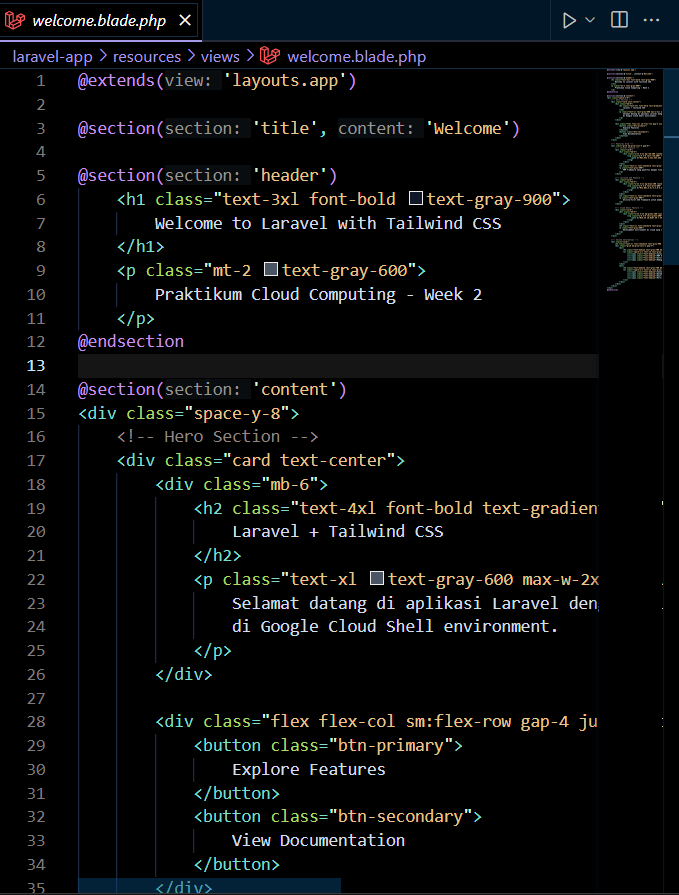 welcome.blade.php
laravel-app > resources > views > welcome.blade.php
1 @extends(view: 'layouts.app')
2
3 @section(section: 'title', content: 'Welcome')
4
5 @section(section: 'header')
6 <h1 class="text-3xl font-bold text-gray-900">
7 Welcome to Laravel with Tailwind CSS
8 </h1>
9 <p class="mt-2 text-gray-600">
10 Praktikum Cloud Computing - Week 2
11 </p>
12 @endsection
13
14 @section(section: 'content')
15 <div class="space-y-8">
16 <!-- Hero Section -->
17 <div class="card text-center">
18 <div class="mb-6">
19 <h2 class="text-4xl font-bold text-gradient
20 Laravel + Tailwind CSS
21 </h2>
22 <p class="text-xl text-gray-600 max-w-2x
23 Selamat datang di aplikasi Laravel den
24 di Google Cloud Shell environment.
25 </p>
26 </div>
27
28 <div class="flex flex-col sm:flex-row gap-4 ju
29 <button class="btn-primary">
30 Explore Features
31 </button>
32 <button class="btn-secondary">
33 View Documentation
34 </button>
35 </div>